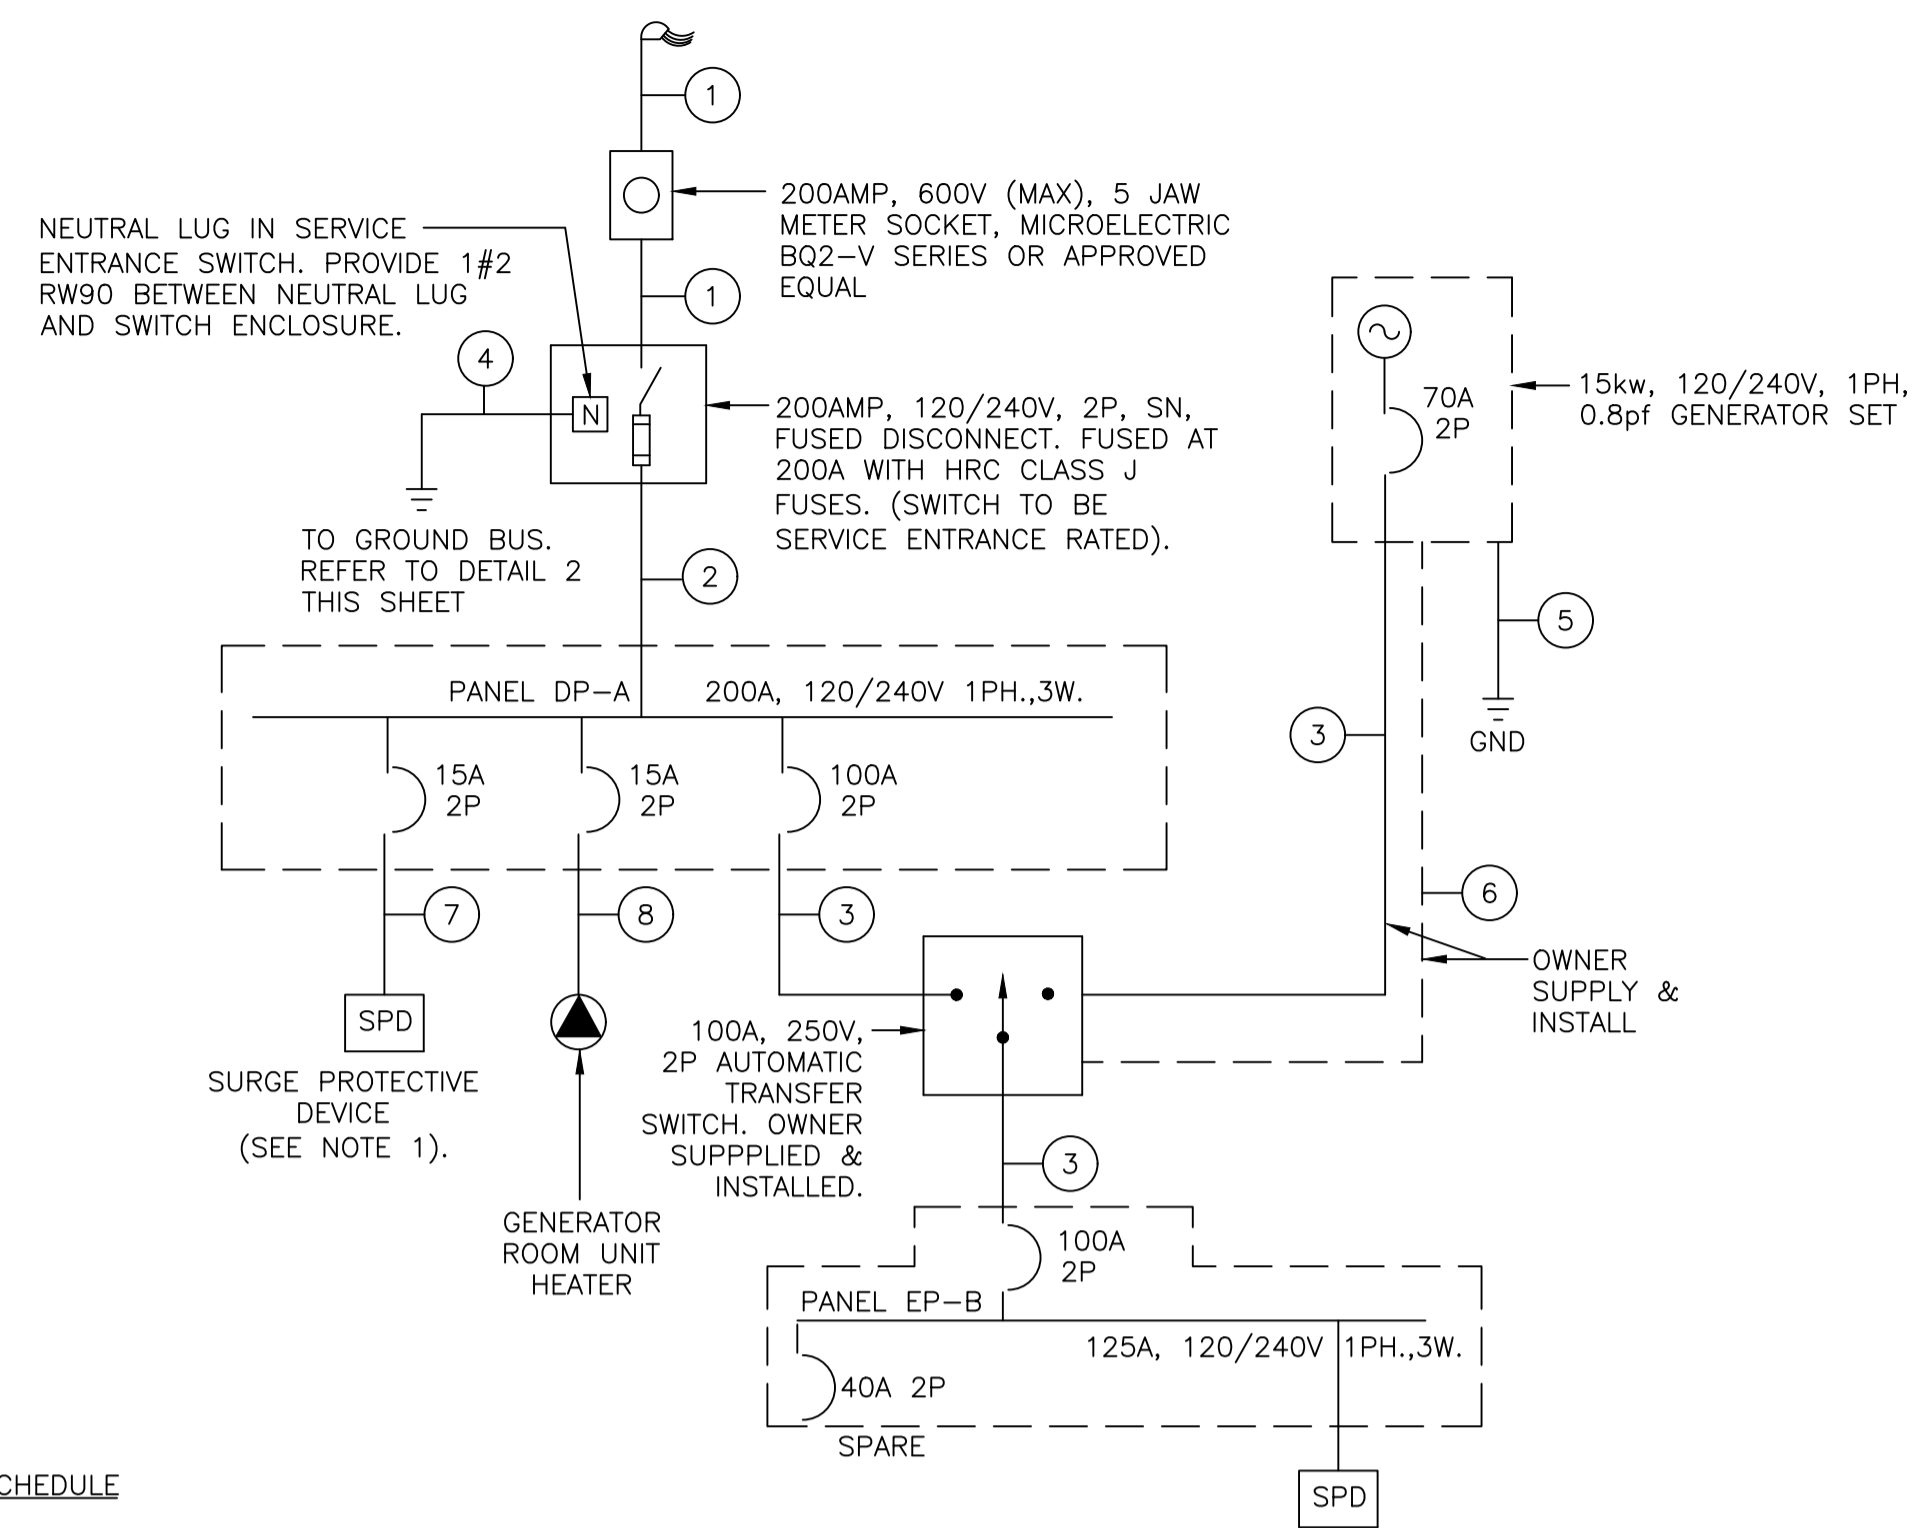 1
200AMP, 600V (MAX), 5 JAW
METER SOCKET, MICROELECTRIC
BQ2-V SERIES OR APPROVED
EQUAL
NEUTRAL LUG IN SERVICE
ENTRANCE SWITCH. PROVIDE 1#2
RW90 BETWEEN NEUTRAL LUG
AND SWITCH ENCLOSURE.
1
4
N
200AMP, 120/240V, 2P, SN,
FUSED DISCONNECT. FUSED AT
200A WITH HRC CLASS J
FUSES. (SWITCH TO BE
SERVICE ENTRANCE RATED).
70A
2P
15kw, 120/240V, 1PH,
0.8pf GENERATOR SET
TO GROUND BUS.
REFER TO DETAIL 2
THIS SHEET
2
5
GND
3
PANEL DP-A 200A, 120/240V 1PH.,3W.
15A
2P
15A
2P
100A
2P
7
8
3
6
OWNER
SUPPLY &
INSTALL
SPD
SURGE PROTECTIVE
DEVICE
(SEE NOTE 1).
GENERATOR
ROOM UNIT
HEATER
100A, 250V,
2P AUTOMATIC
TRANSFER
SWITCH. OWNER
SUPPPLIED &
INSTALLED.
3
100A
2P
PANEL EP-B
125A, 120/240V 1PH.,3W.
40A 2P
SPARE
SPD
CHEDULE